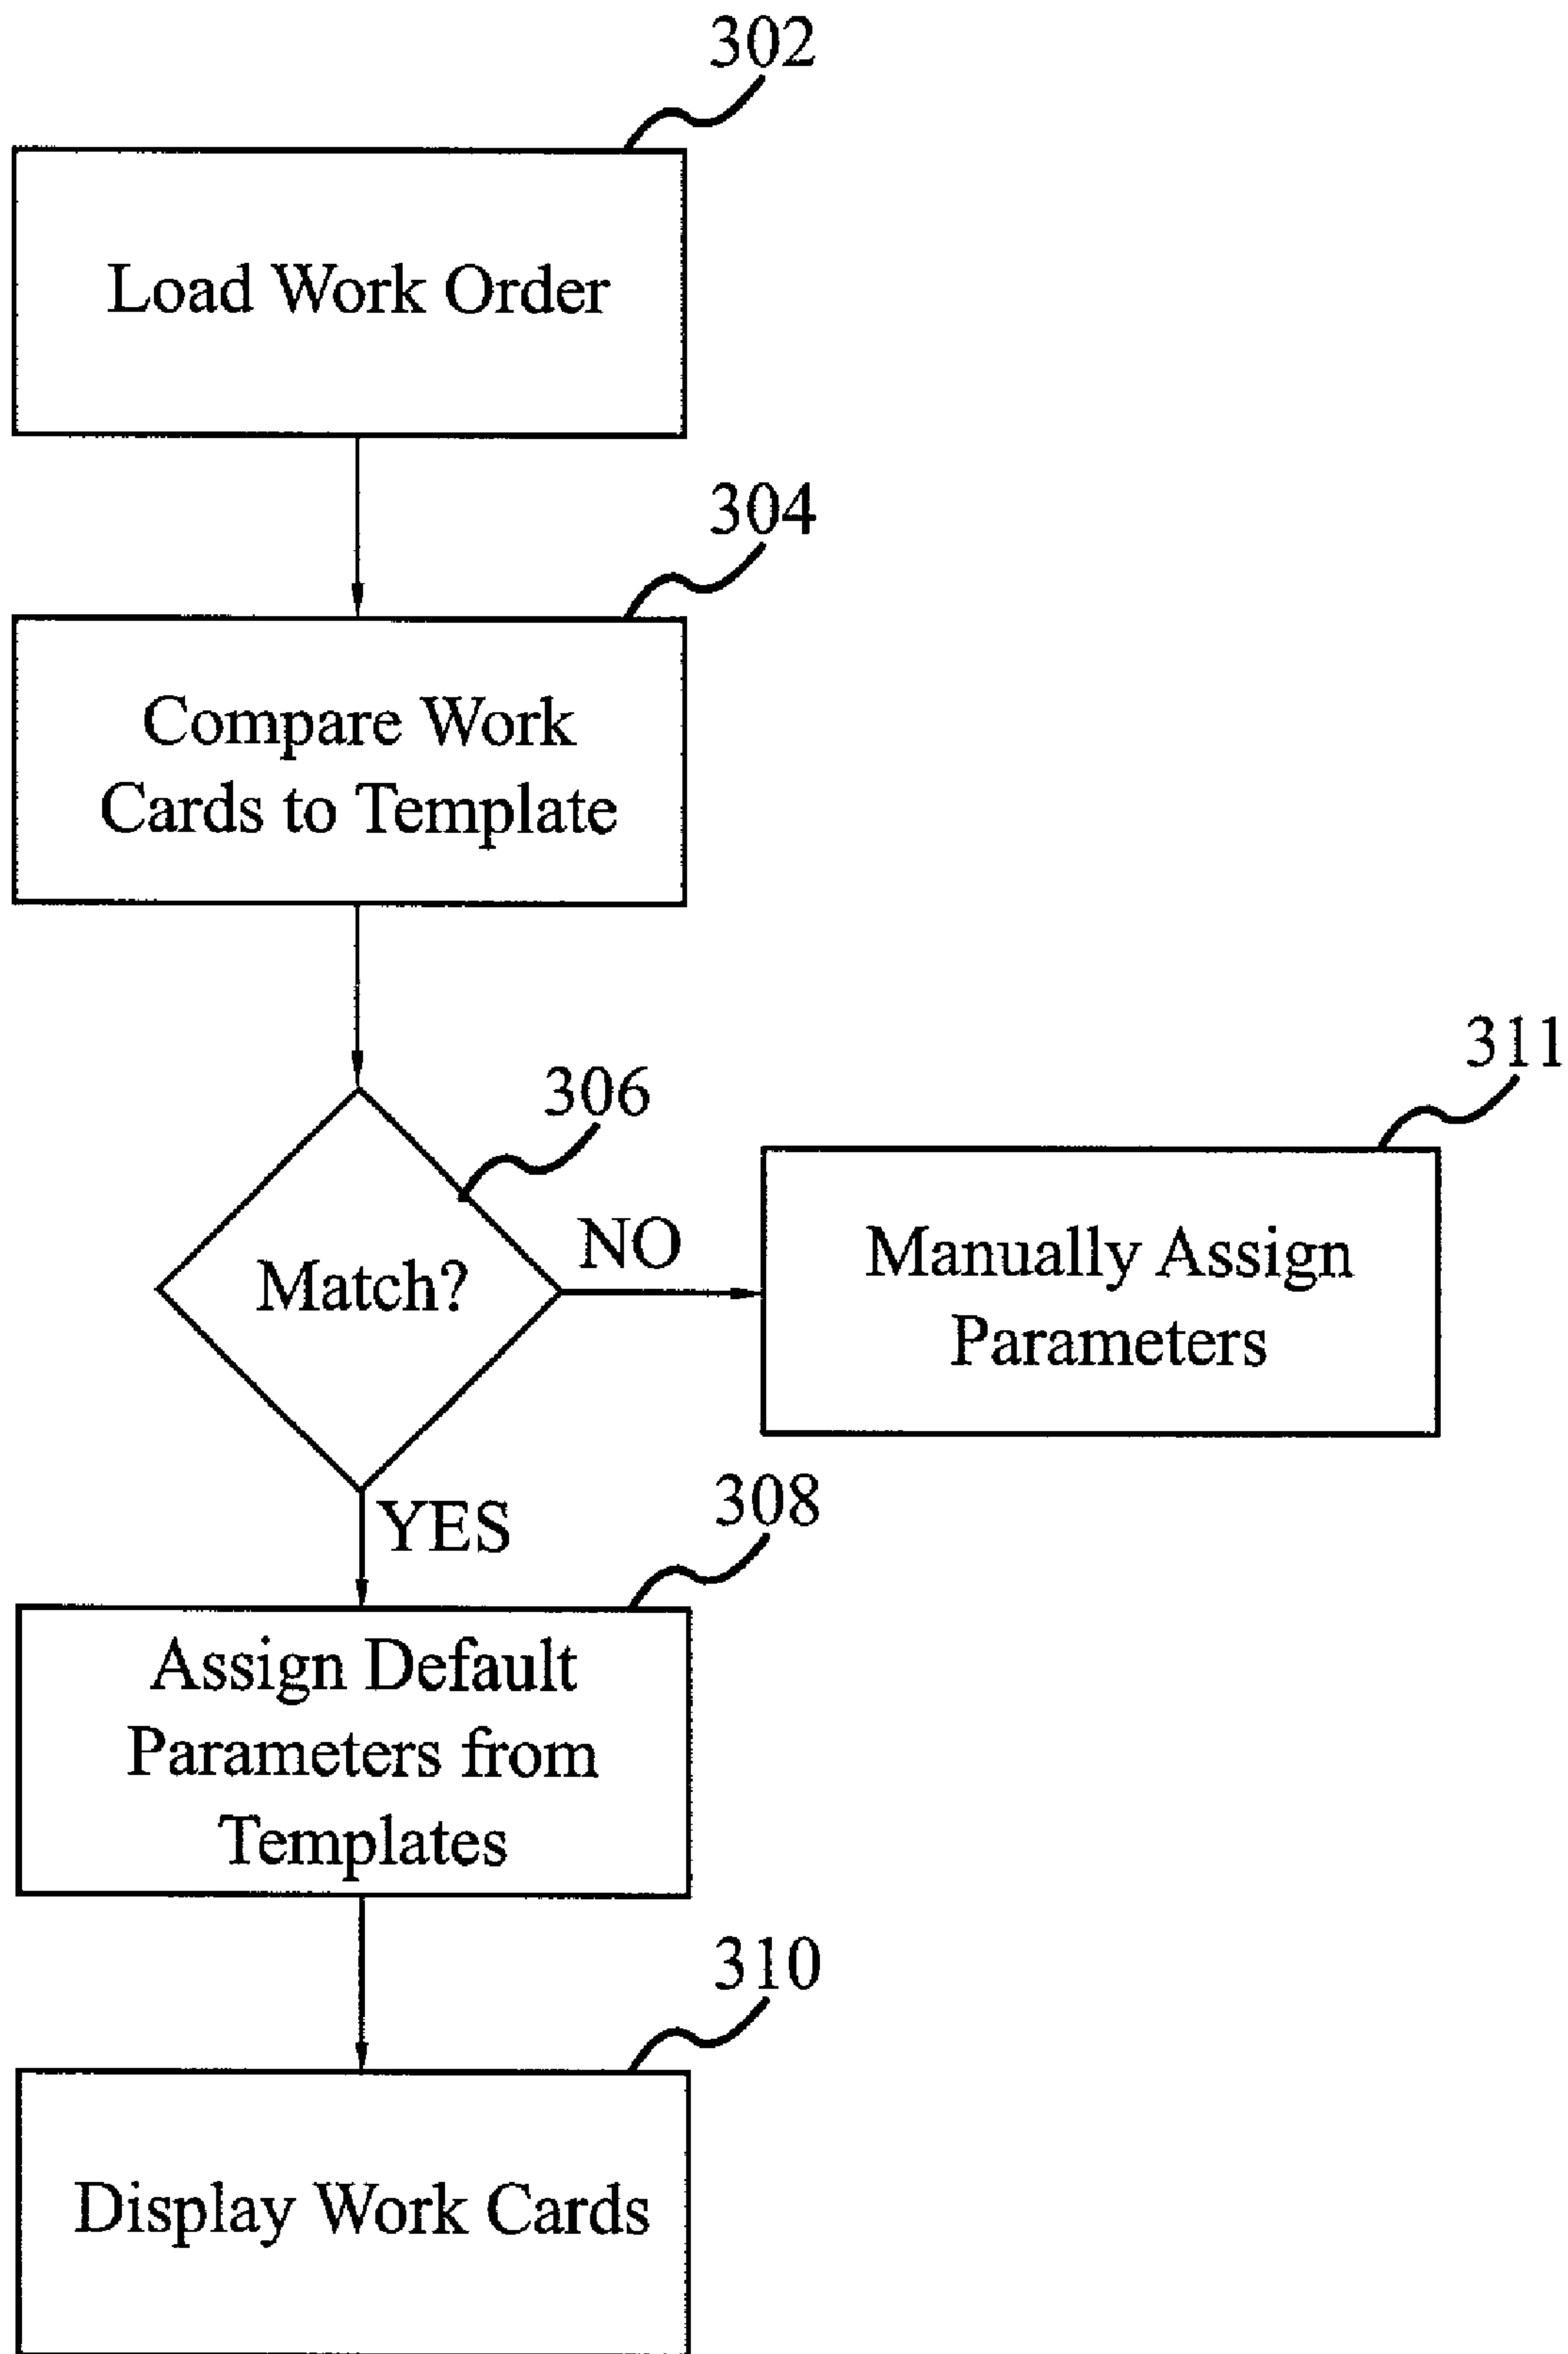 302
Load Work Order
304
Compare Work
Cards to Template
306
Match?
NO
311
Manually Assign
Parameters
YES
308
Assign Default
Parameters from
Templates
310
Display Work Cards